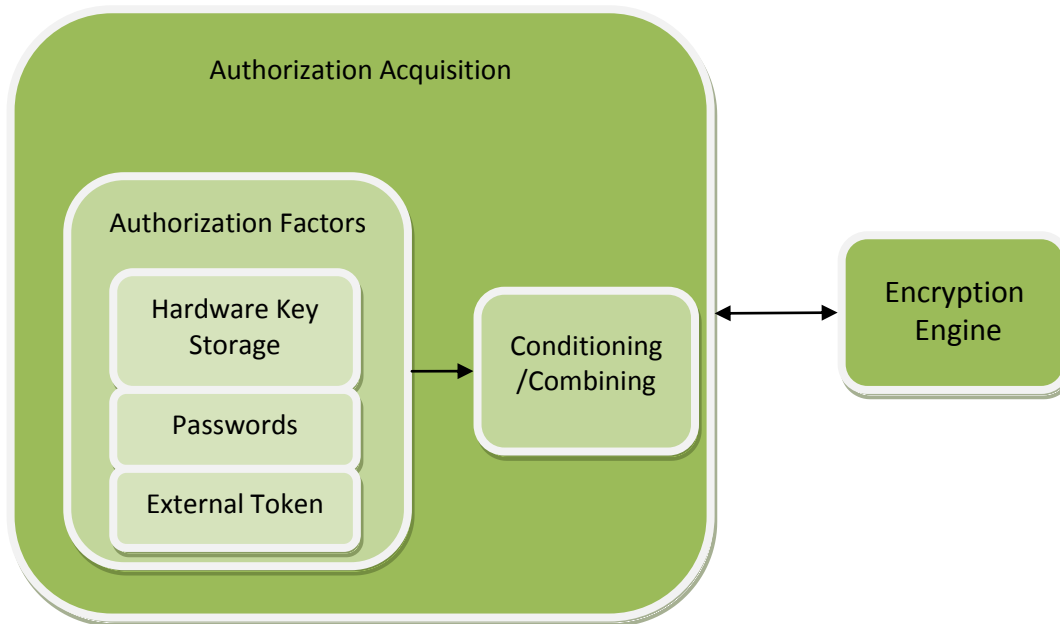 Authorization Acquisition
Authorization Factors
Hardware Key
Storage
Passwords
External Token
Conditioning
/Combining
Encryption
Engine